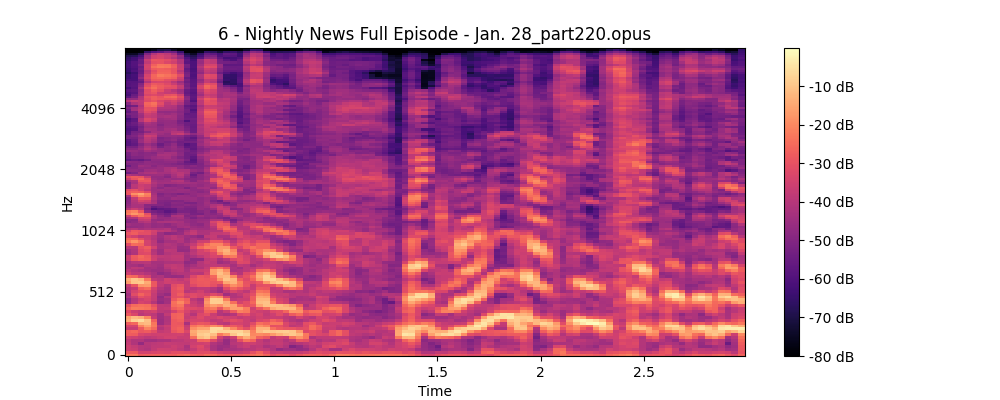 6 - Nightly News Full Episode - Jan. 28_part220.opus
4096
2048
1024
512
0
Hz
0
0.5
1
1.5
2
2.5
Time
-10 dB
-20 dB
-30 dB
-40 dB
-50 dB
-60 dB
-70 dB
-80 dB